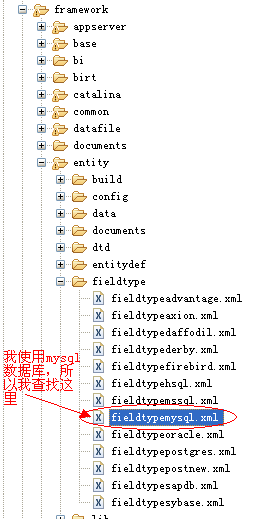 framework
appserver
base
bi
birt
catalina
common
datafile
documents
entity
build
config
data
documents
dtd
entitydef
fieldtype
fieldtypeadvantage.xml
fieldtypeaxion.xml
fieldtypedaffodil.xml
fieldtypederby.xml
fieldtypefirebird.xml
fieldtypehsql.xml
我使用mysql
数据库，所
以我查找这
里
fieldtypemssql.xml
fieldtypemysql.xml
fieldtypeoracle.xml
fieldtypepostgres.xml
fieldtypepostnew.xml
fieldtypesapdb.xml
fieldtypesybase.xml
lib